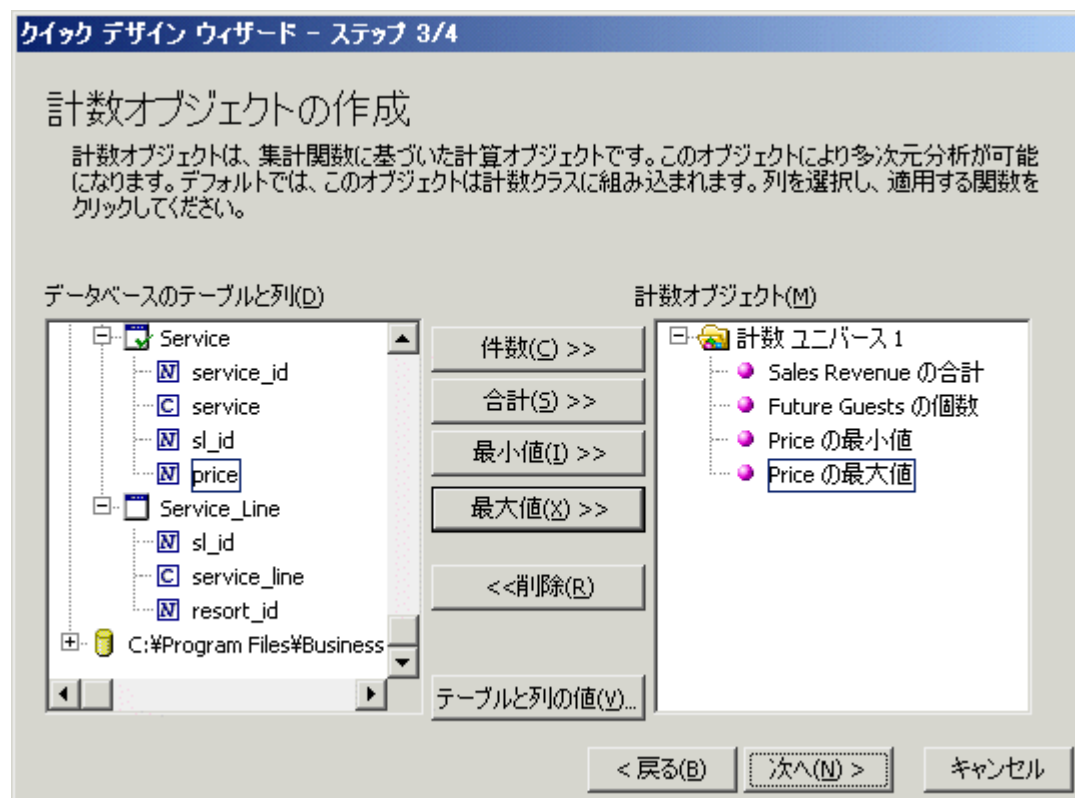 クイック デザイン ウィザード - ステップ 3/4
計数オブジェクトの作成
計数オブジェクトは、集計関数に基づいた計算オブジェクトです。このオブジェクトにより多次元分析が可能
になります。デフォルトでは、このオブジェクトは計数クラスに組み込まれます。列を選択し、適用する関数を
クリックしてください。
データベースのテーブルと列(D)
Service
N service_id
C service
N sl_id
N price
Service_Line
N sl_id
C service_line
N resort_id
C:¥Program Files¥Business
件数(C) >>
合計(S) >>
最小値(I) >>
最大値(X) >>
<<削除(R)
テーブルと列の値(V)...
計数オブジェクト(M)
計数 ユニバース 1
Sales Revenue の合計
Future Guests の個数
Price の最小値
Price の最大値
< 戻る(B)
次へ(N) >
キャンセル